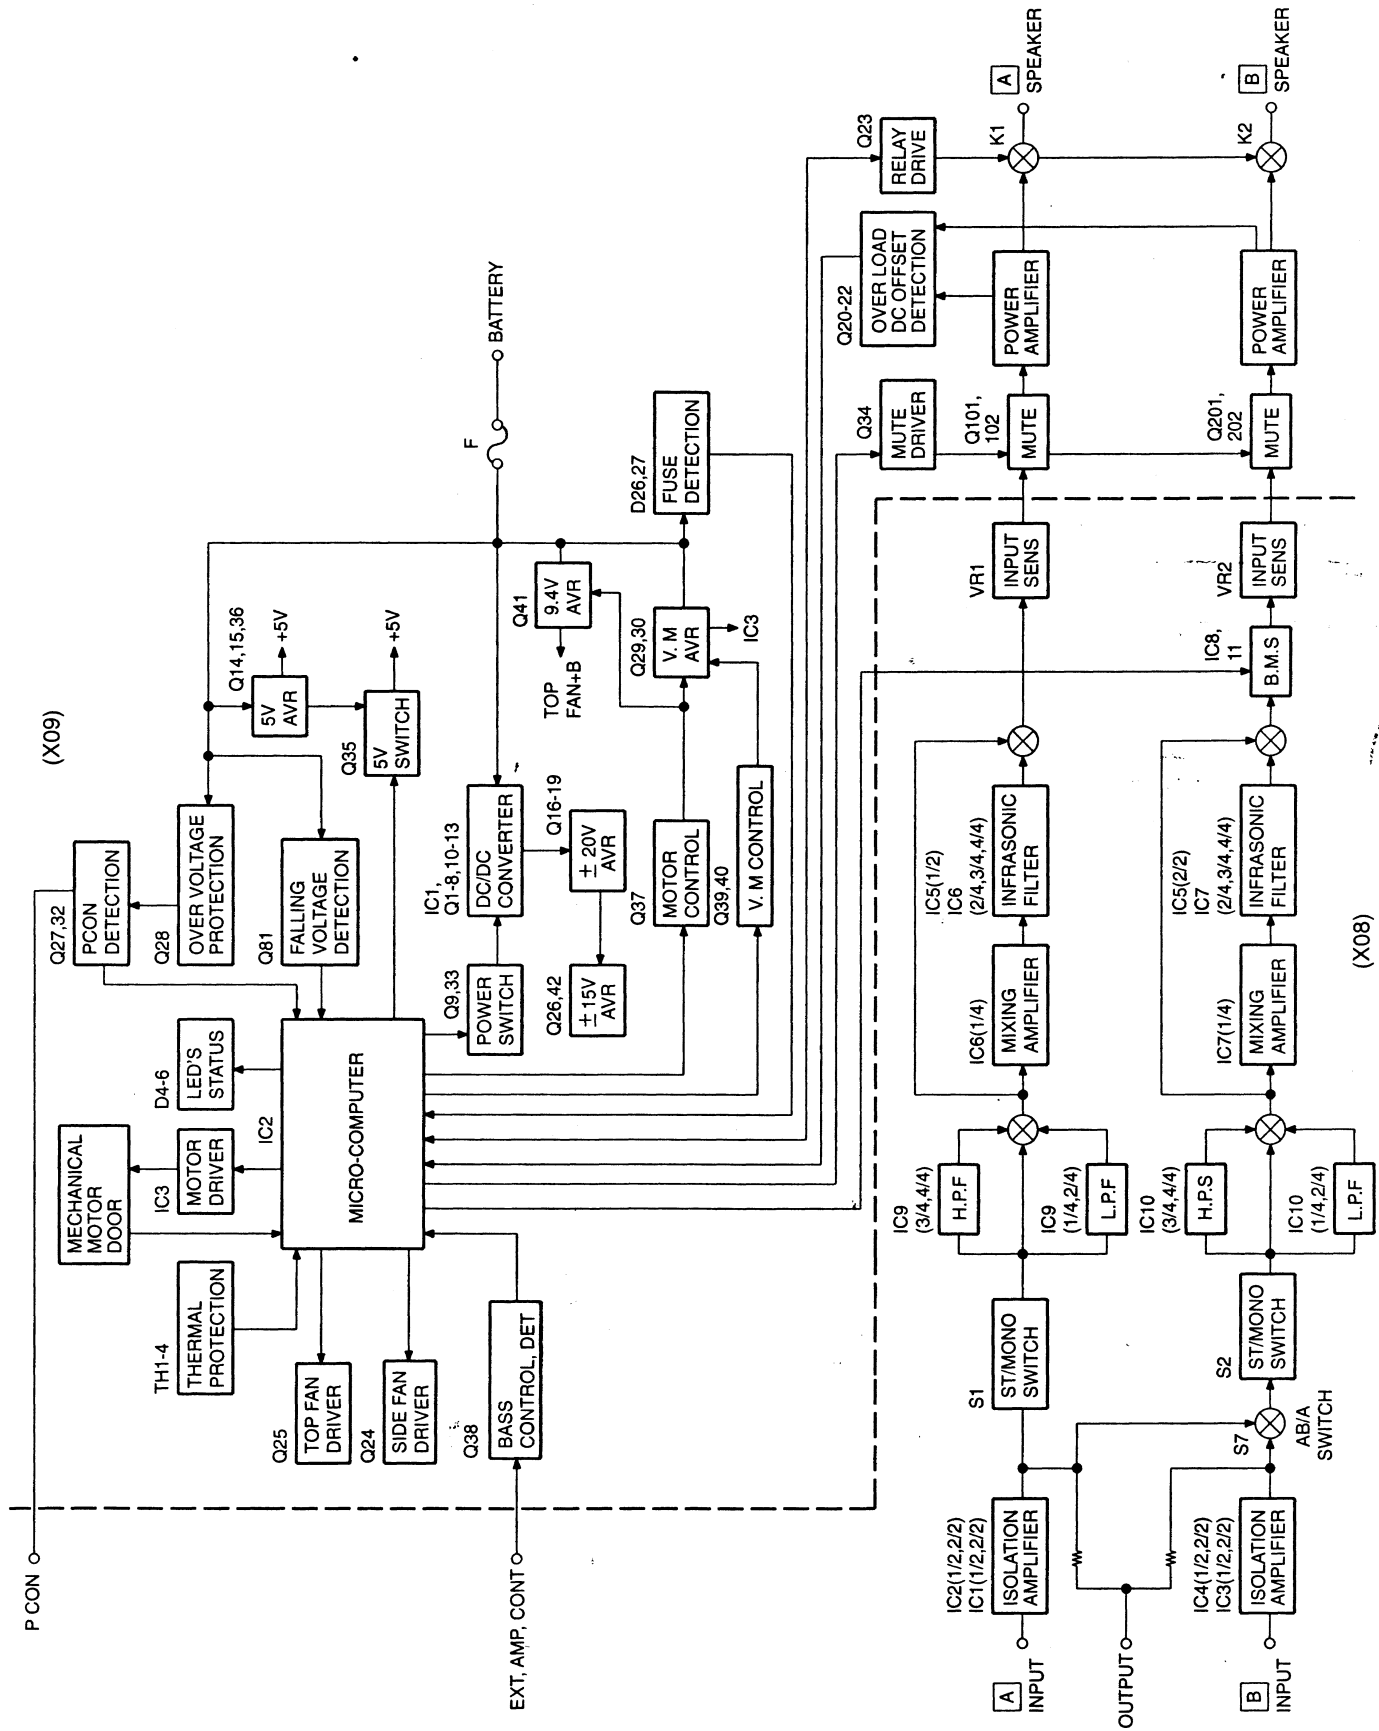 (X09)
P CON
Q27,32
PCON
DETECTION
Q28
OVER VOLTAGE
PROTECTION
Q81
FALLING
VOLTAGE
DETECTION
Q14,15,36
5V
AVR
+5V
Q35
5V
SWITCH
+5V
MECHANICAL
MOTOR
DOOR
IC3
MOTOR
DRIVER
D4-6
LED'S
STATUS
TH1-4
THERMAL
PROTECTION
IC2
MICRO-COMPUTER
Q25
TOP FAN
DRIVER
Q24
SIDE FAN
DRIVER
Q38
BASS
CONTROL, DET
EXT, AMP, CONT
Q9,33
POWER
SWITCH
IC1,
Q1-8,10-13
DC/DC
CONVERTER
Q16-19
± 20V
AVR
Q26,42
±15V
AVR
F
BATTERY
Q41
9.4V
AVR
TOP
FAN+B
Q29,30
V. M
AVR
IC3
D26,27
FUSE
DETECTION
Q37
MOTOR
CONTROL
Q39,40
V. M CONTROL
Q34
MUTE
DRIVER
Q20-22
OVER LOAD
DC OFFSET
DETECTION
Q23
RELAY
DRIVE
A
INPUT
IC2(1/2,2/2)
IC1(1/2,2/2)
ISOLATION
AMPLIFIER
S1
ST/MONO
SWITCH
IC9
(3/4,4/4)
H.P.F
IC9
(1/4,2/4)
L.P.F
IC6(1/4)
MIXING
AMPLIFIER
IC5(1/2)
IC6
(2/4,3/4,4/4)
INFRASONIC
FILTER
VR1
INPUT
SENS
Q101,
102
MUTE
POWER
AMPLIFIER
K1
A
SPEAKER
OUTPUT
B
INPUT
IC4(1/2,2/2)
IC3(1/2,2/2)
ISOLATION
AMPLIFIER
S7
AB/A
SWITCH
S2
ST/MONO
SWITCH
IC10
(3/4,4/4)
H.P.S
IC10
(1/4,2/4)
L.P.F
IC7(1/4)
MIXING
AMPLIFIER
IC5(2/2)
IC7
(2/4,3/4,4/4)
INFRASONIC
FILTER
IC8,
11
B.M.S
VR2
INPUT
SENS
Q201,
202
MUTE
POWER
AMPLIFIER
K2
B
SPEAKER
(X08)